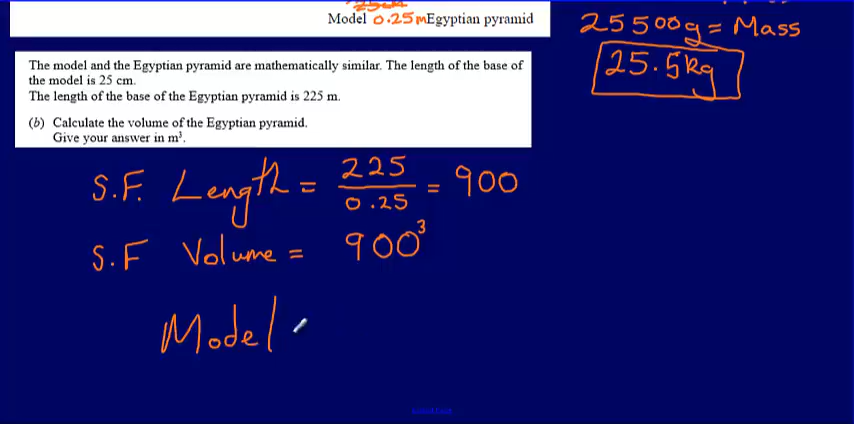 Model 0.25m Egyptian pyramid
25500g = Mass
25.5kg
The model and the Egyptian pyramid are mathematically similar. The length of the base of
the model is 25 cm.
The length of the base of the Egyptian pyramid is 225 m.
(b) Calculate the volume of the Egyptian pyramid.
Give your answer in m³.
S.F. Length = 225/0.25 = 900
S.F Volume = 900³
Model